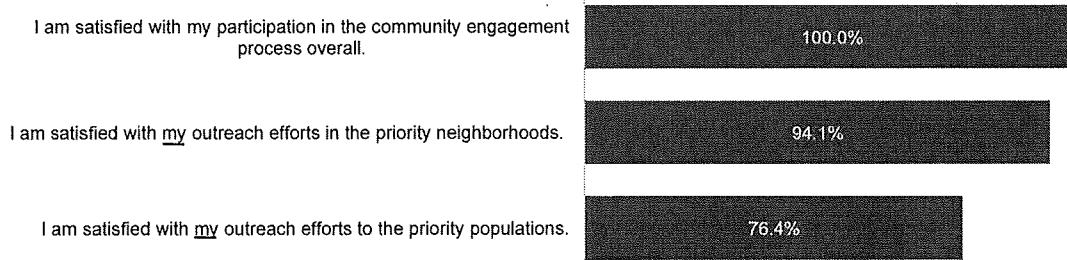 I am satisfied with my participation in the community engagement
process overall.
100.0%
I am satisfied with my outreach efforts in the priority neighborhoods.
94.1%
I am satisfied with my outreach efforts to the priority populations.
76.4%